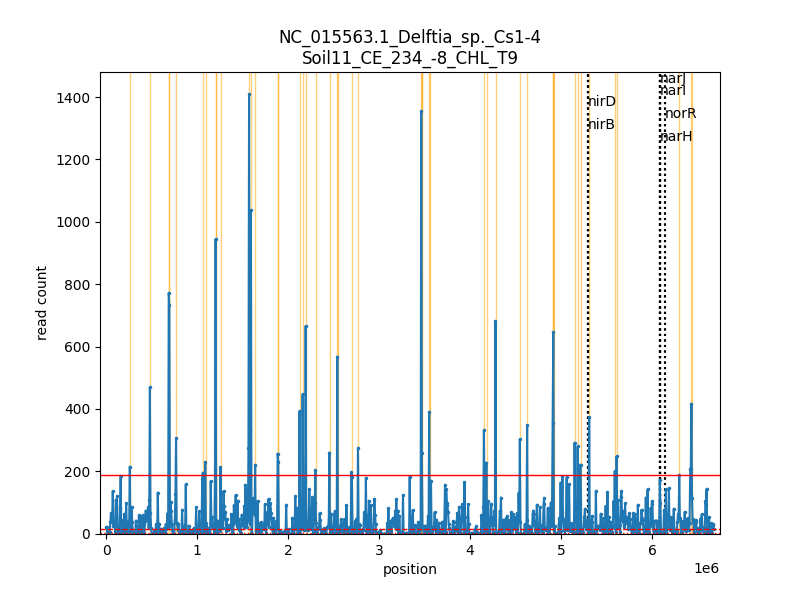 NC_015563.1_Delftia_sp._Cs1-4
Soil11_CE_234_-8_CHL_T9
1400
1200
1000
800
600
400
200
0
read count
narJ
narI
nirD
norR
nirB
narH
0
1
2
3
4
5
6
1e6
position